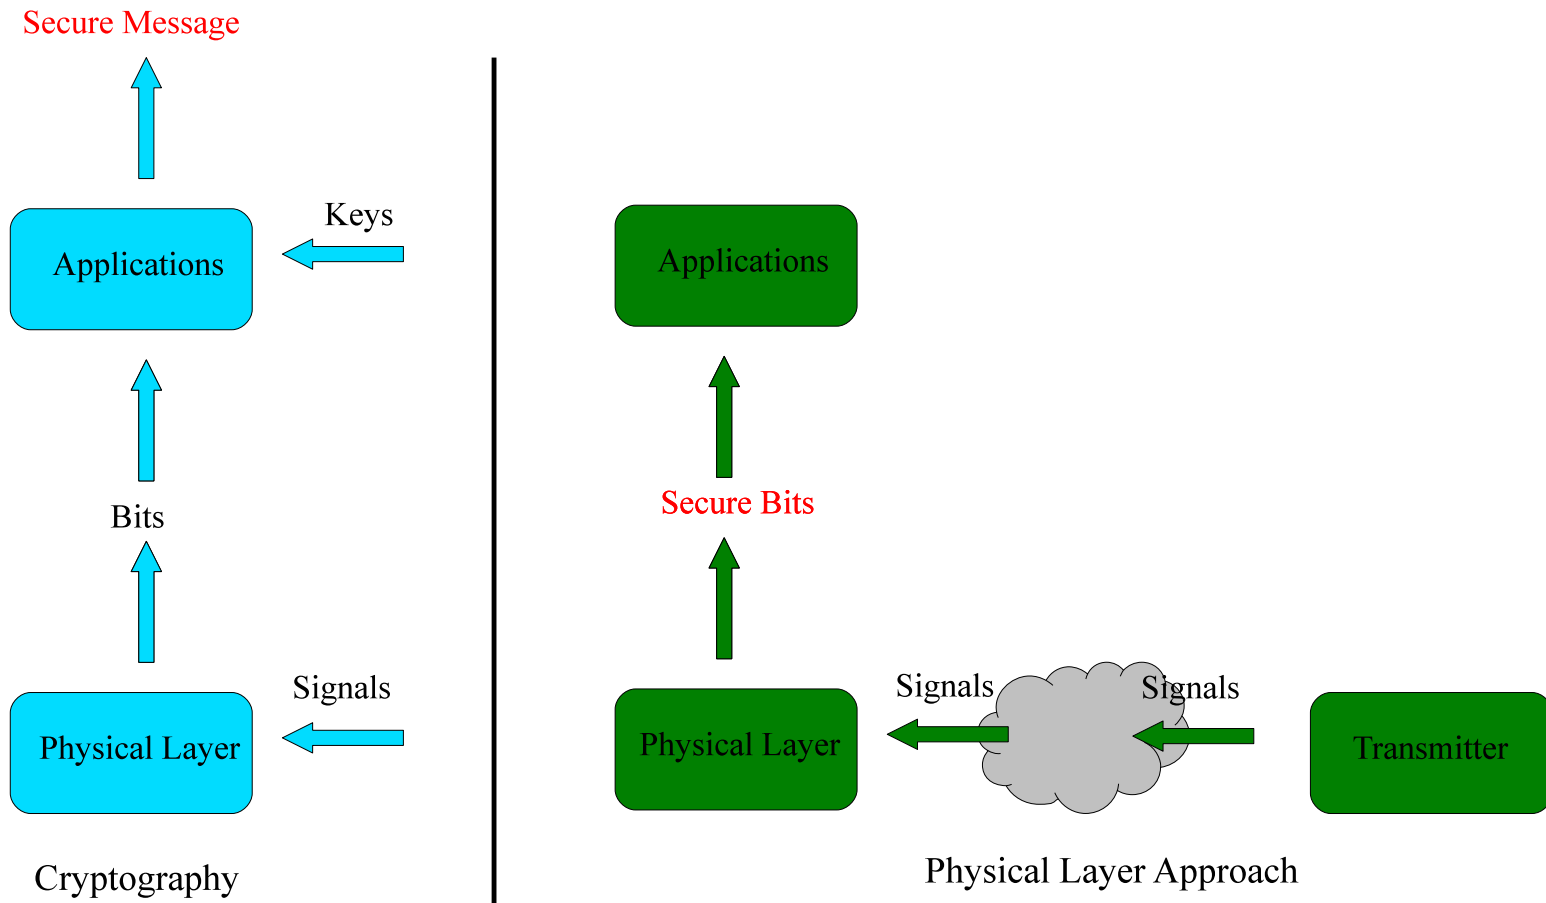 Secure Message
Keys
Applications
Bits
Signals
Physical Layer
Cryptography
Applications
Secure Bits
Signals
Signals
Physical Layer
Transmitter
Physical Layer Approach